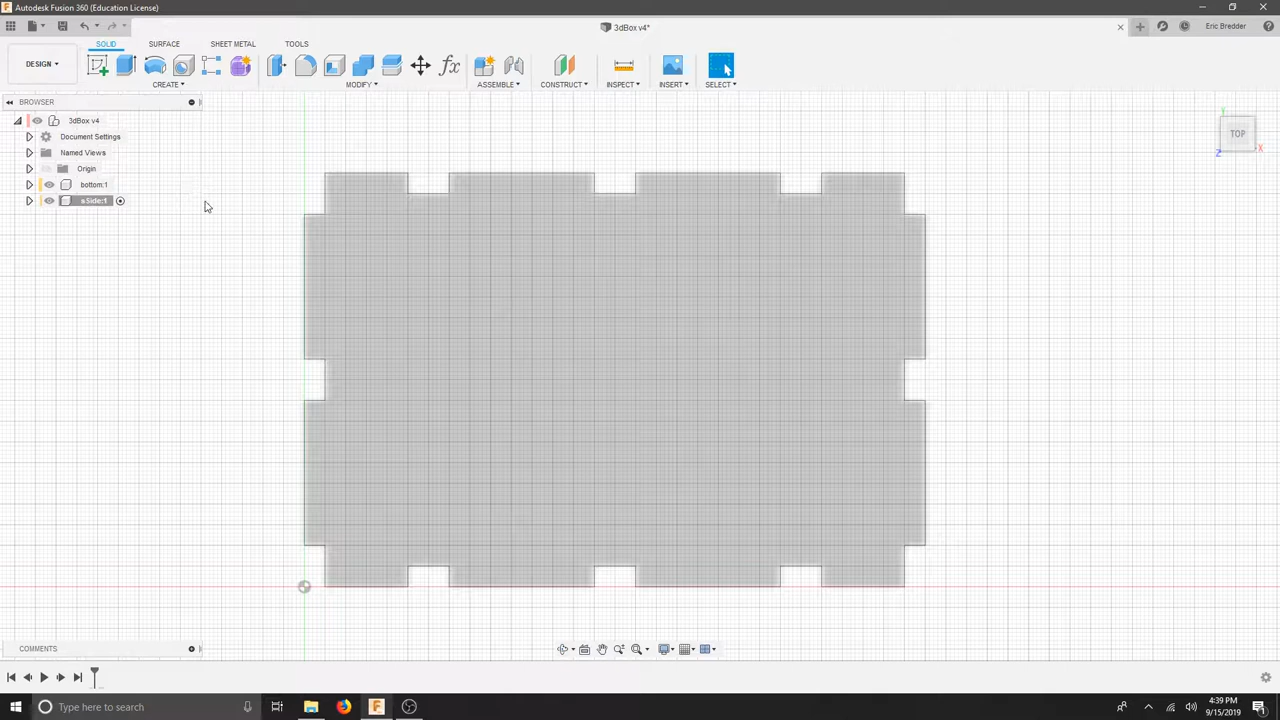 Autodesk Fusion 360 (Education License)
3dBox v4*
Eric Bredder
DESIGN
SOLID SURFACE SHEET METAL TOOLS
CREATE MODIFY ASSEMBLE CONSTRUCT INSPECT INSERT SELECT
BROWSER
3dBox v4
Document Settings
Named Views
Origin
bottom:1
sSide:1
TOP
Y
X
Z
COMMENTS
Type here to search
4:39 PM
9/15/2019